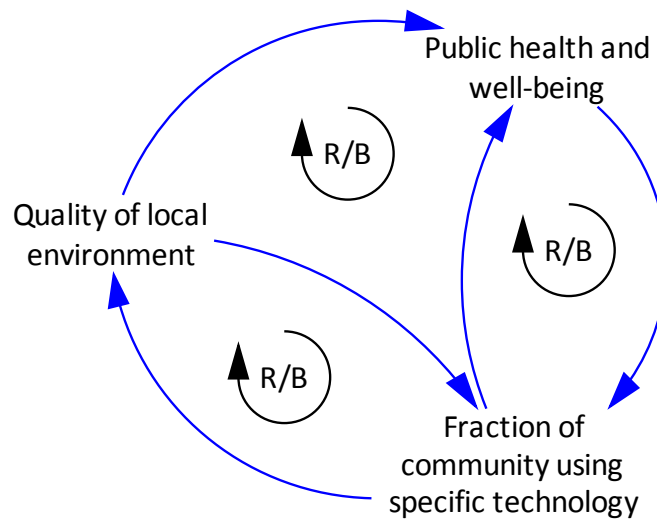 Public health and
well-being
R/B
Quality of local
environment
R/B
R/B
Fraction of
community using
specific technology